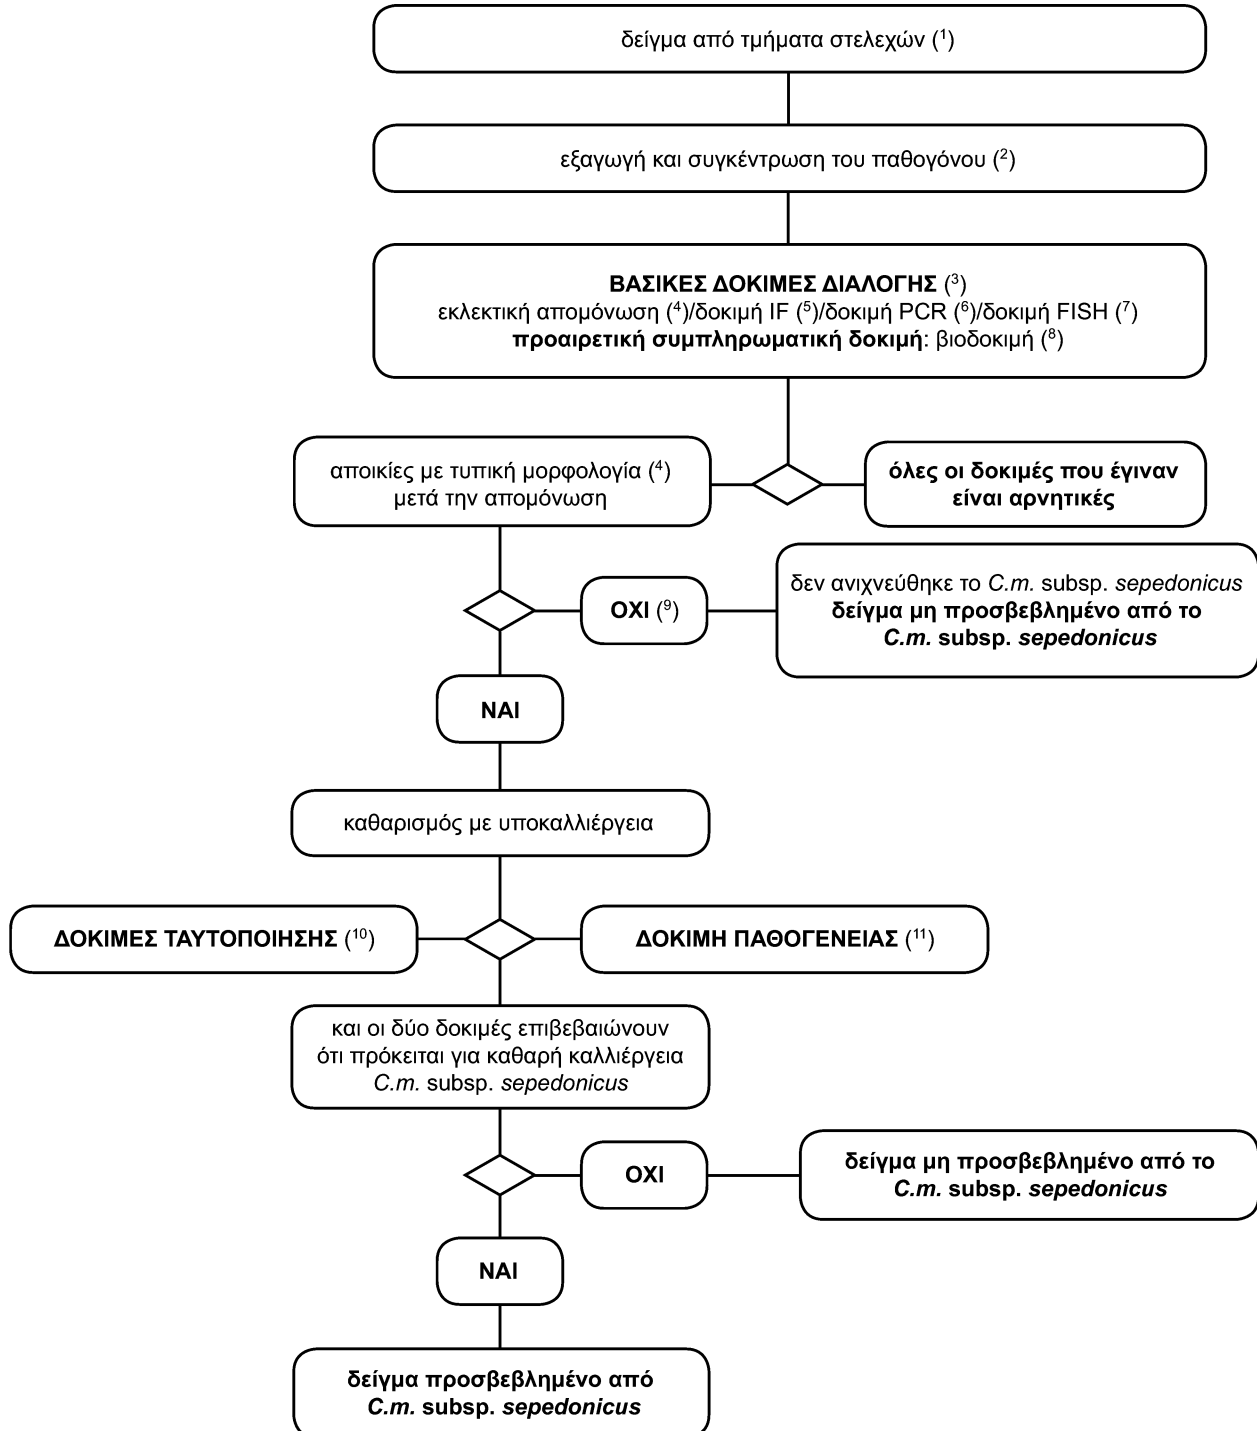 δείγμα από τμήματα στελεχών (¹)
εξαγωγή και συγκέντρωση του παθογόνου (²)
ΒΑΣΙΚΕΣ ΔΟΚΙΜΕΣ ΔΙΑΛΟΓΗΣ (³)
εκλεκτική απομόνωση (⁴)/δοκιμή IF (⁵)/δοκιμή PCR (⁶)/δοκιμή FISH (⁷)
προαιρετική συμπληρωματική δοκιμή: βιοδοκιμή (⁸)
αποικίες με τυπική μορφολογία (⁴)
μετά την απομόνωση
όλες οι δοκιμές που έγιναν
είναι αρνητικές
ΟΧΙ (⁹)
δεν ανιχνεύθηκε το C.m. subsp. sepedonicus
δείγμα μη προσβεβλημένο από το
C.m. subsp. sepedonicus
ΝΑΙ
καθαρισμός με υποκαλλιέργεια
ΔΟΚΙΜΕΣ ΤΑΥΤΟΠΟΙΗΣΗΣ (¹⁰)
ΔΟΚΙΜΗ ΠΑΘΟΓΕΝΕΙΑΣ (¹¹)
και οι δύο δοκιμές επιβεβαιώνουν
ότι πρόκειται για καθαρή καλλιέργεια
C.m. subsp. sepedonicus
ΟΧΙ
δείγμα μη προσβεβλημένο από το
C.m. subsp. sepedonicus
ΝΑΙ
δείγμα προσβεβλημένο από
C.m. subsp. sepedonicus